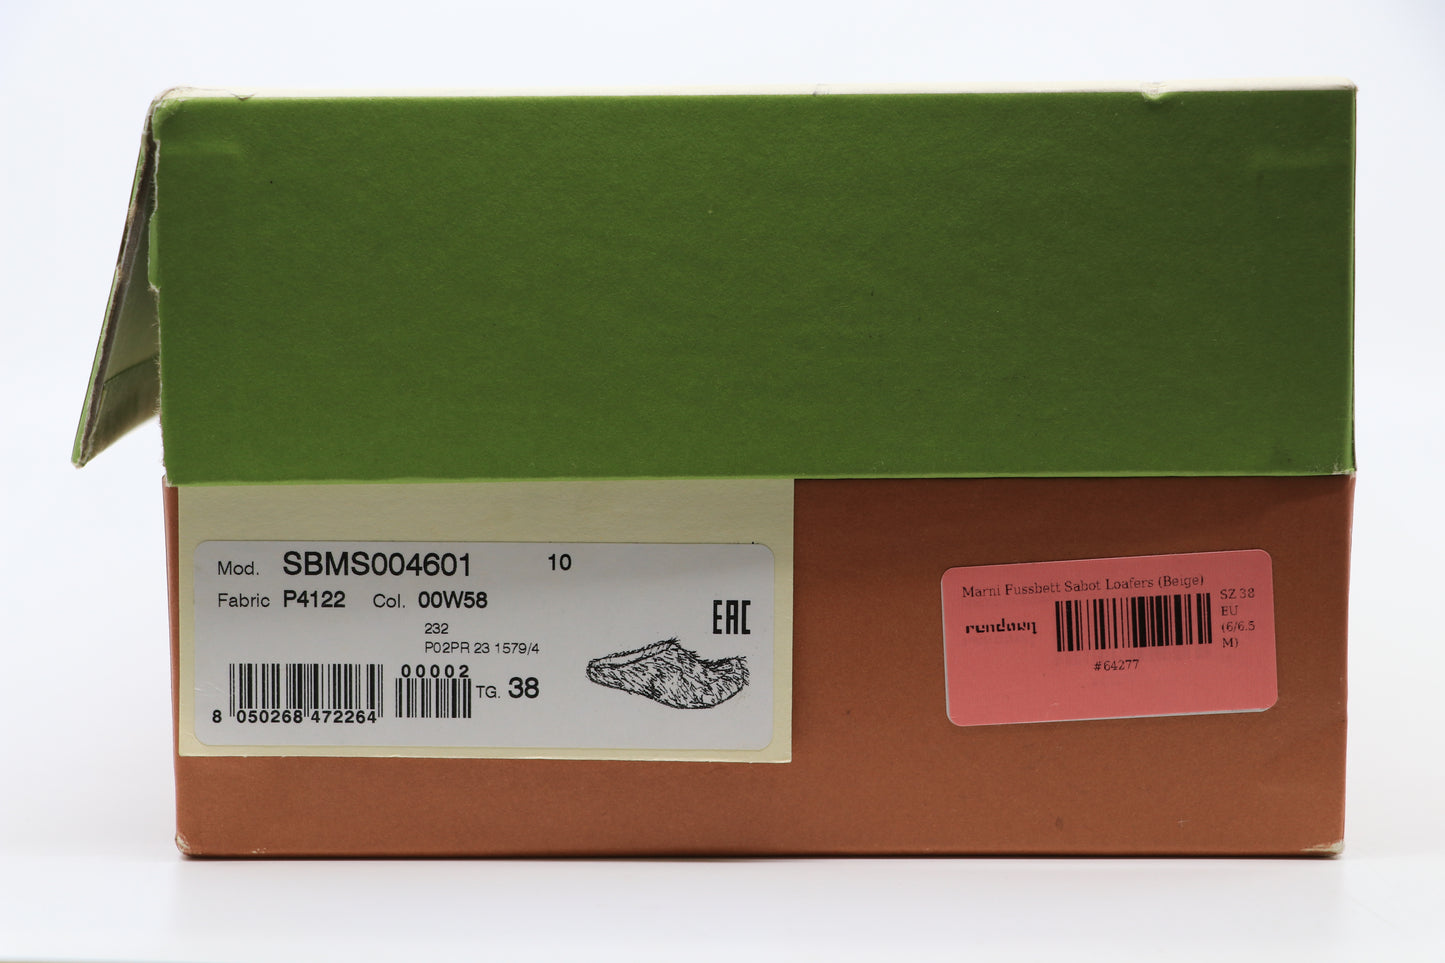 Mod. SBMS004601 10
Fabric P4122 Col. 00W58
232
P02PR 23 1579/4
EAC
00002
TG. 38
8 050268 472264
Marni Fussbett Sabot Loafers (Beige)
rundown
SZ 38
EU
(6/6.5
M)
#64277